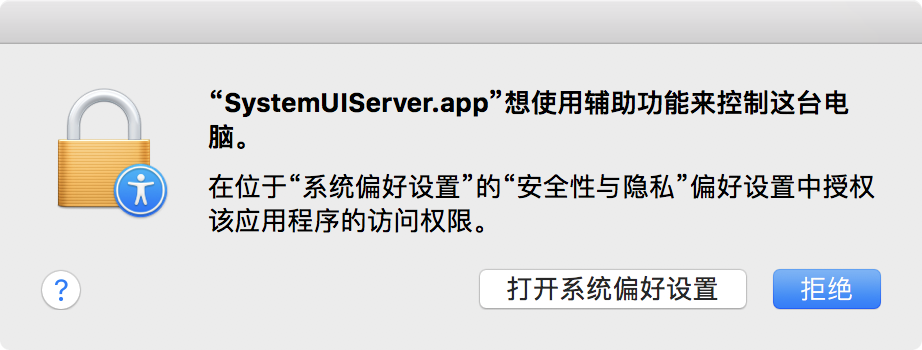 “SystemUIServer.app”想使用辅助功能来控制这台电
脑。
在位于“系统偏好设置”的“安全性与隐私”偏好设置中授权
该应用程序的访问权限。
?
打开系统偏好设置
拒绝